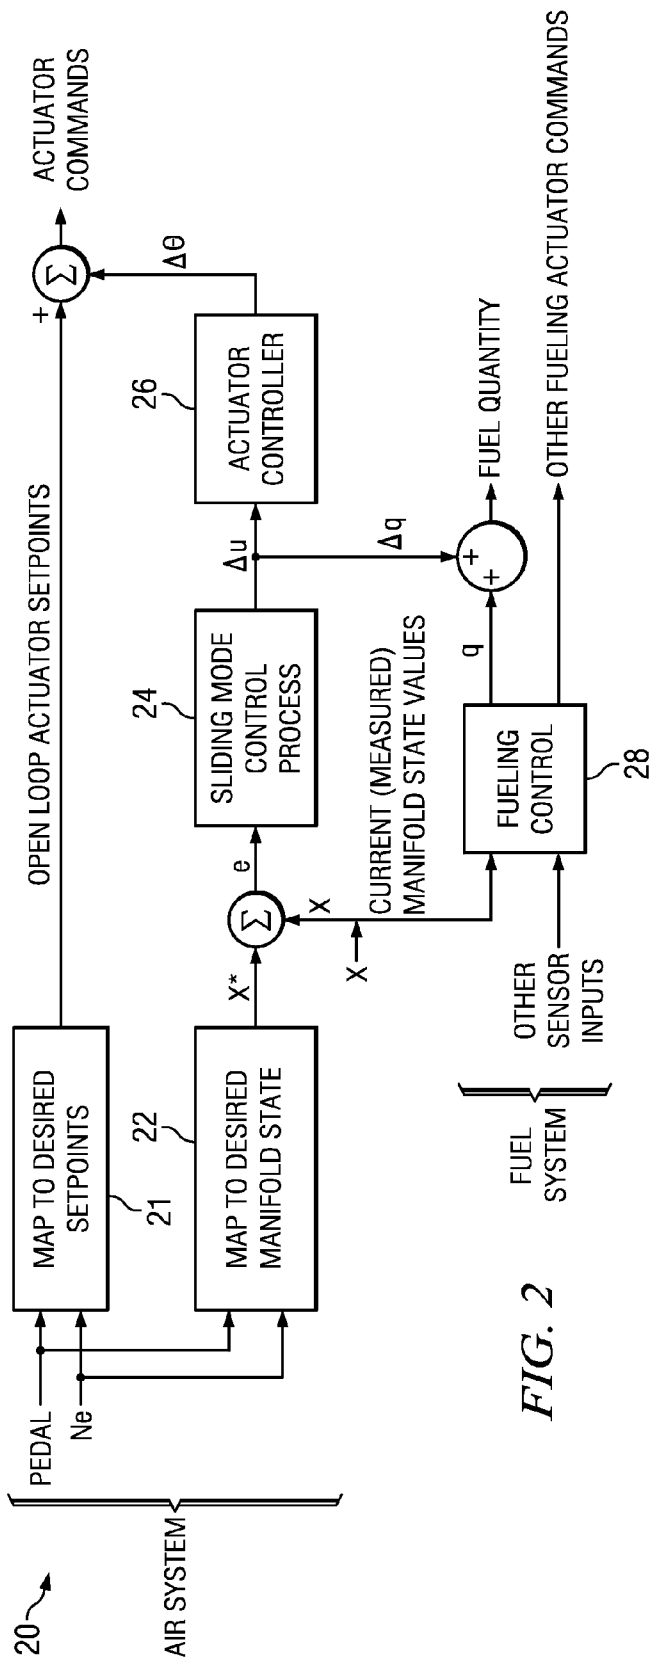 20
AIR SYSTEM
PEDAL
Ne
MAP TO DESIRED
SETPOINTS
21
OPEN LOOP ACTUATOR SETPOINTS
+
Σ
ACTUATOR
COMMANDS
MAP TO DESIRED
MANIFOLD STATE
22
X*
Σ
e
SLIDING MODE
CONTROL
PROCESS
24
Δu
ACTUATOR
CONTROLLER
26
Δθ
X
X
CURRENT (MEASURED)
MANIFOLD STATE VALUES
Δq
FUEL
SYSTEM
OTHER
SENSOR
INPUTS
FUELING
CONTROL
28
q
+
+
FUEL QUANTITY
OTHER FUELING ACTUATOR COMMANDS
FIG. 2